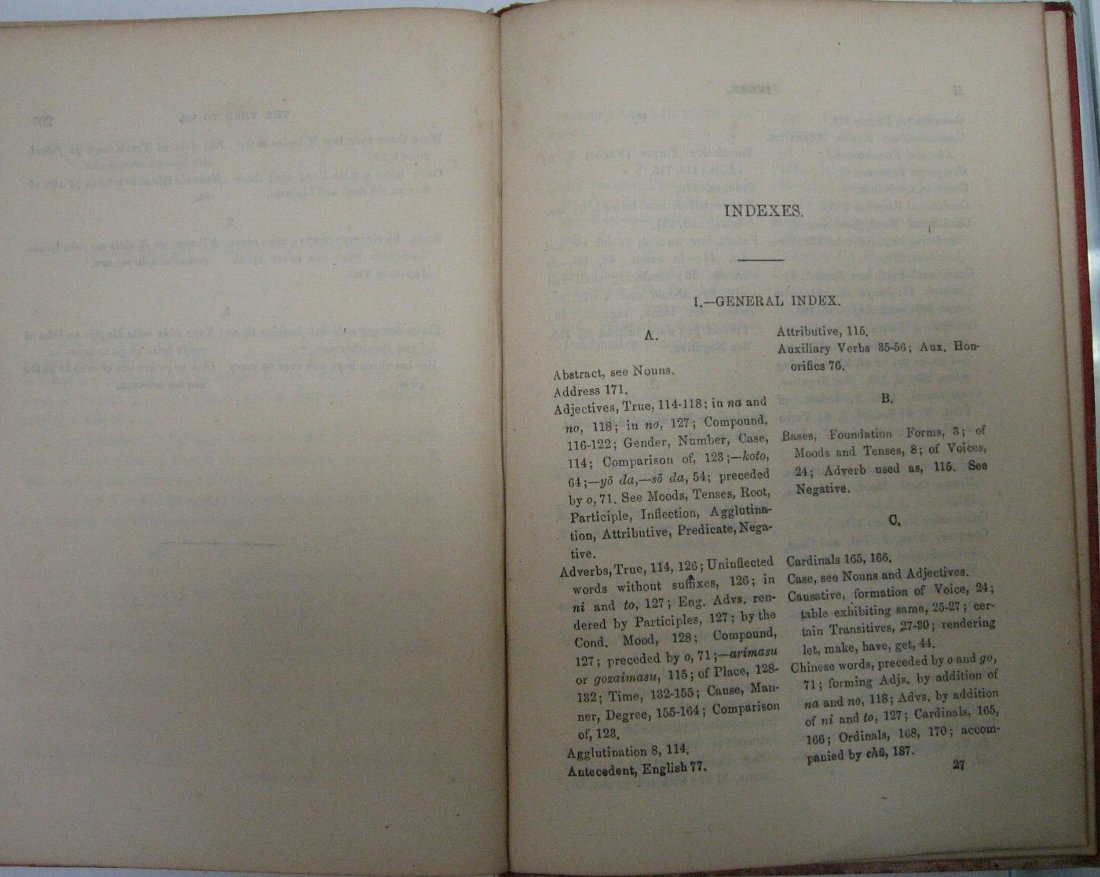 INDEXES.
I.—GENERAL INDEX.
A.
Abstract, see Nouns.
Address 171.
Adjectives, True, 114-118; in na and
no, 118; in no, 127; Compound,
116-122; Gender, Number, Case,
114; Comparison of, 123;—koto,
64;—yō da,—sō da, 54; preceded
by o, 71. See Moods, Tenses, Root,
Participle, Inflection, Agglutina-
tion, Attributive, Predicate, Nega-
tive.
Adverbs, True, 114, 126; Uninflected
words without suffixes, 126; in
ni and to, 127; Eng. Advs. ren-
dered by Participles, 127; by the
Cond. Mood, 128; Compound,
127; preceded by o, 71;—arimasu
or gozaimasu, 115; of Place, 128-
132; Time, 132-155; Cause, Man-
ner, Degree, 155-164; Comparison
of, 123.
Agglutination 8, 114.
Antecedent, English 77.
Attributive, 115.
Auxiliary Verbs 35-56; Aux. Hon-
orifics 76.
B.
Bases, Foundation Forms, 3; of
Moods and Tenses, 8; of Voices,
24; Adverb used as, 115. See
Negative.
C.
Cardinals 165, 166.
Case, see Nouns and Adjectives.
Causative, formation of Voice, 24;
table exhibiting same, 25-27; cer-
tain Transitives, 27-30; rendering
let, make, have, get, 44.
Chinese words, preceded by o and go,
71; forming Adjs. by addition of
na and no, 118; Advs. by addition
of ni and to, 127; Cardinals, 165,
166; Ordinals, 168, 170; accom-
panied by chū, 187.
27